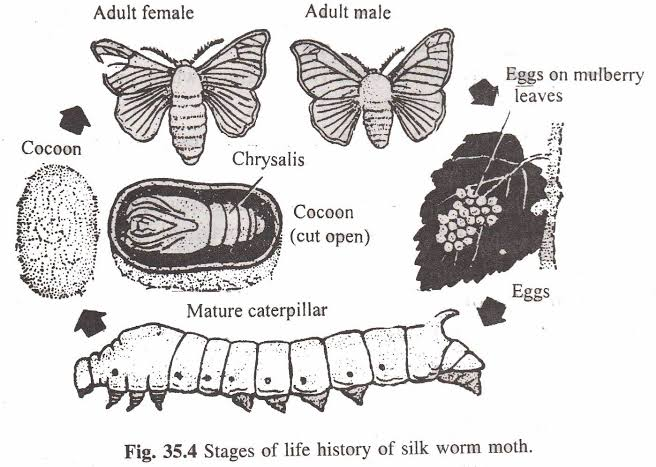 Adult female
Adult male
Eggs on mulberry
leaves
Cocoon
Chrysalis
Cocoon
(cut open)
Eggs
Mature caterpillar
Fig. 35.4 Stages of life history of silk worm moth.